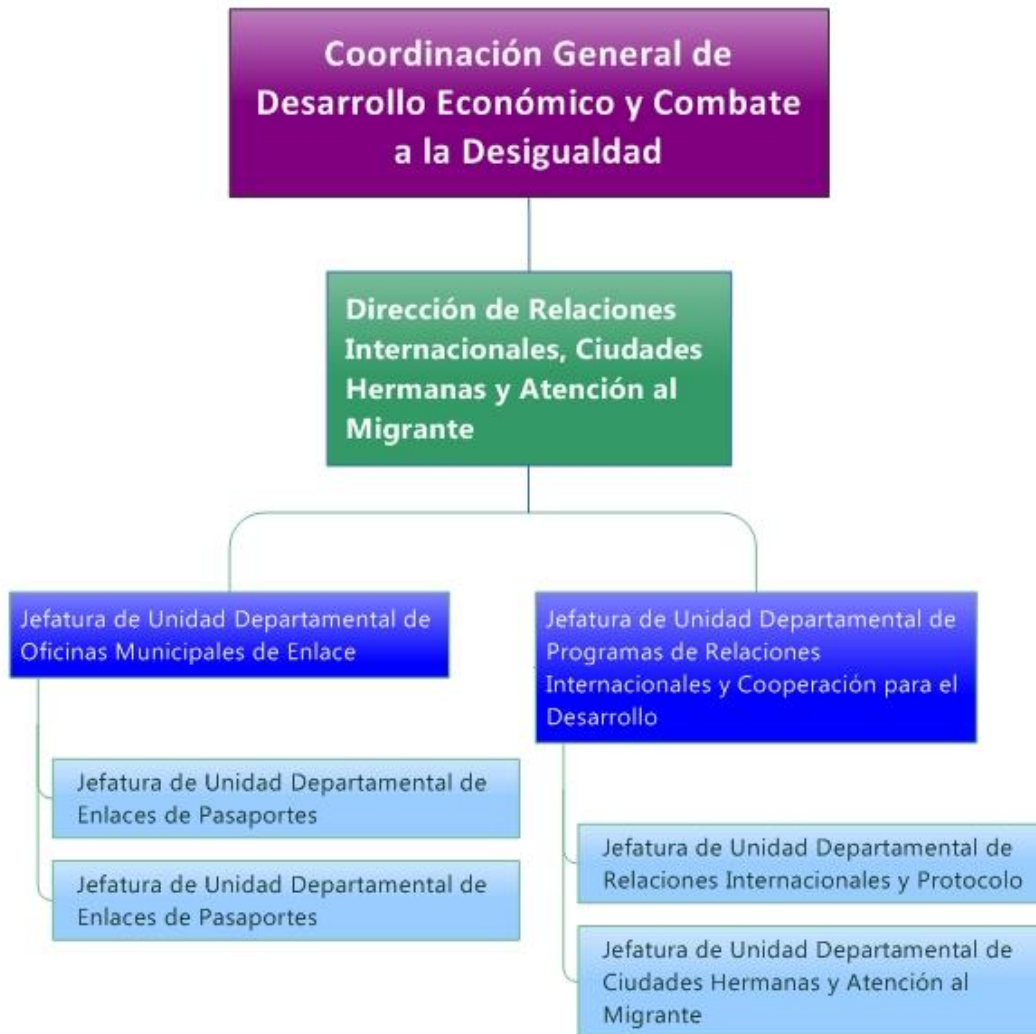 Coordinación General de
Desarrollo Económico y Combate
a la Desigualdad
Dirección de Relaciones
Internacionales, Ciudades
Hermanas y Atención al
Migrante
Jefatura de Unidad Departamental de
Oficinas Municipales de Enlace
Jefatura de Unidad Departamental de
Enlaces de Pasaportes
Jefatura de Unidad Departamental de
Enlaces de Pasaportes
Jefatura de Unidad Departamental de
Programas de Relaciones
Internacionales y Cooperación para el
Desarrollo
Jefatura de Unidad Departamental de
Relaciones Internacionales y Protocolo
Jefatura de Unidad Departamental de
Ciudades Hermanas y Atención al
Migrante